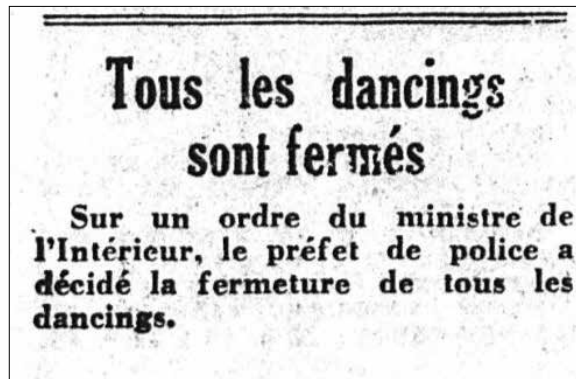 Tous les dancings
sont fermés
Sur un ordre du ministre de
l'Intérieur, le préfet de police a
décidé la fermeture de tous les
dancings.